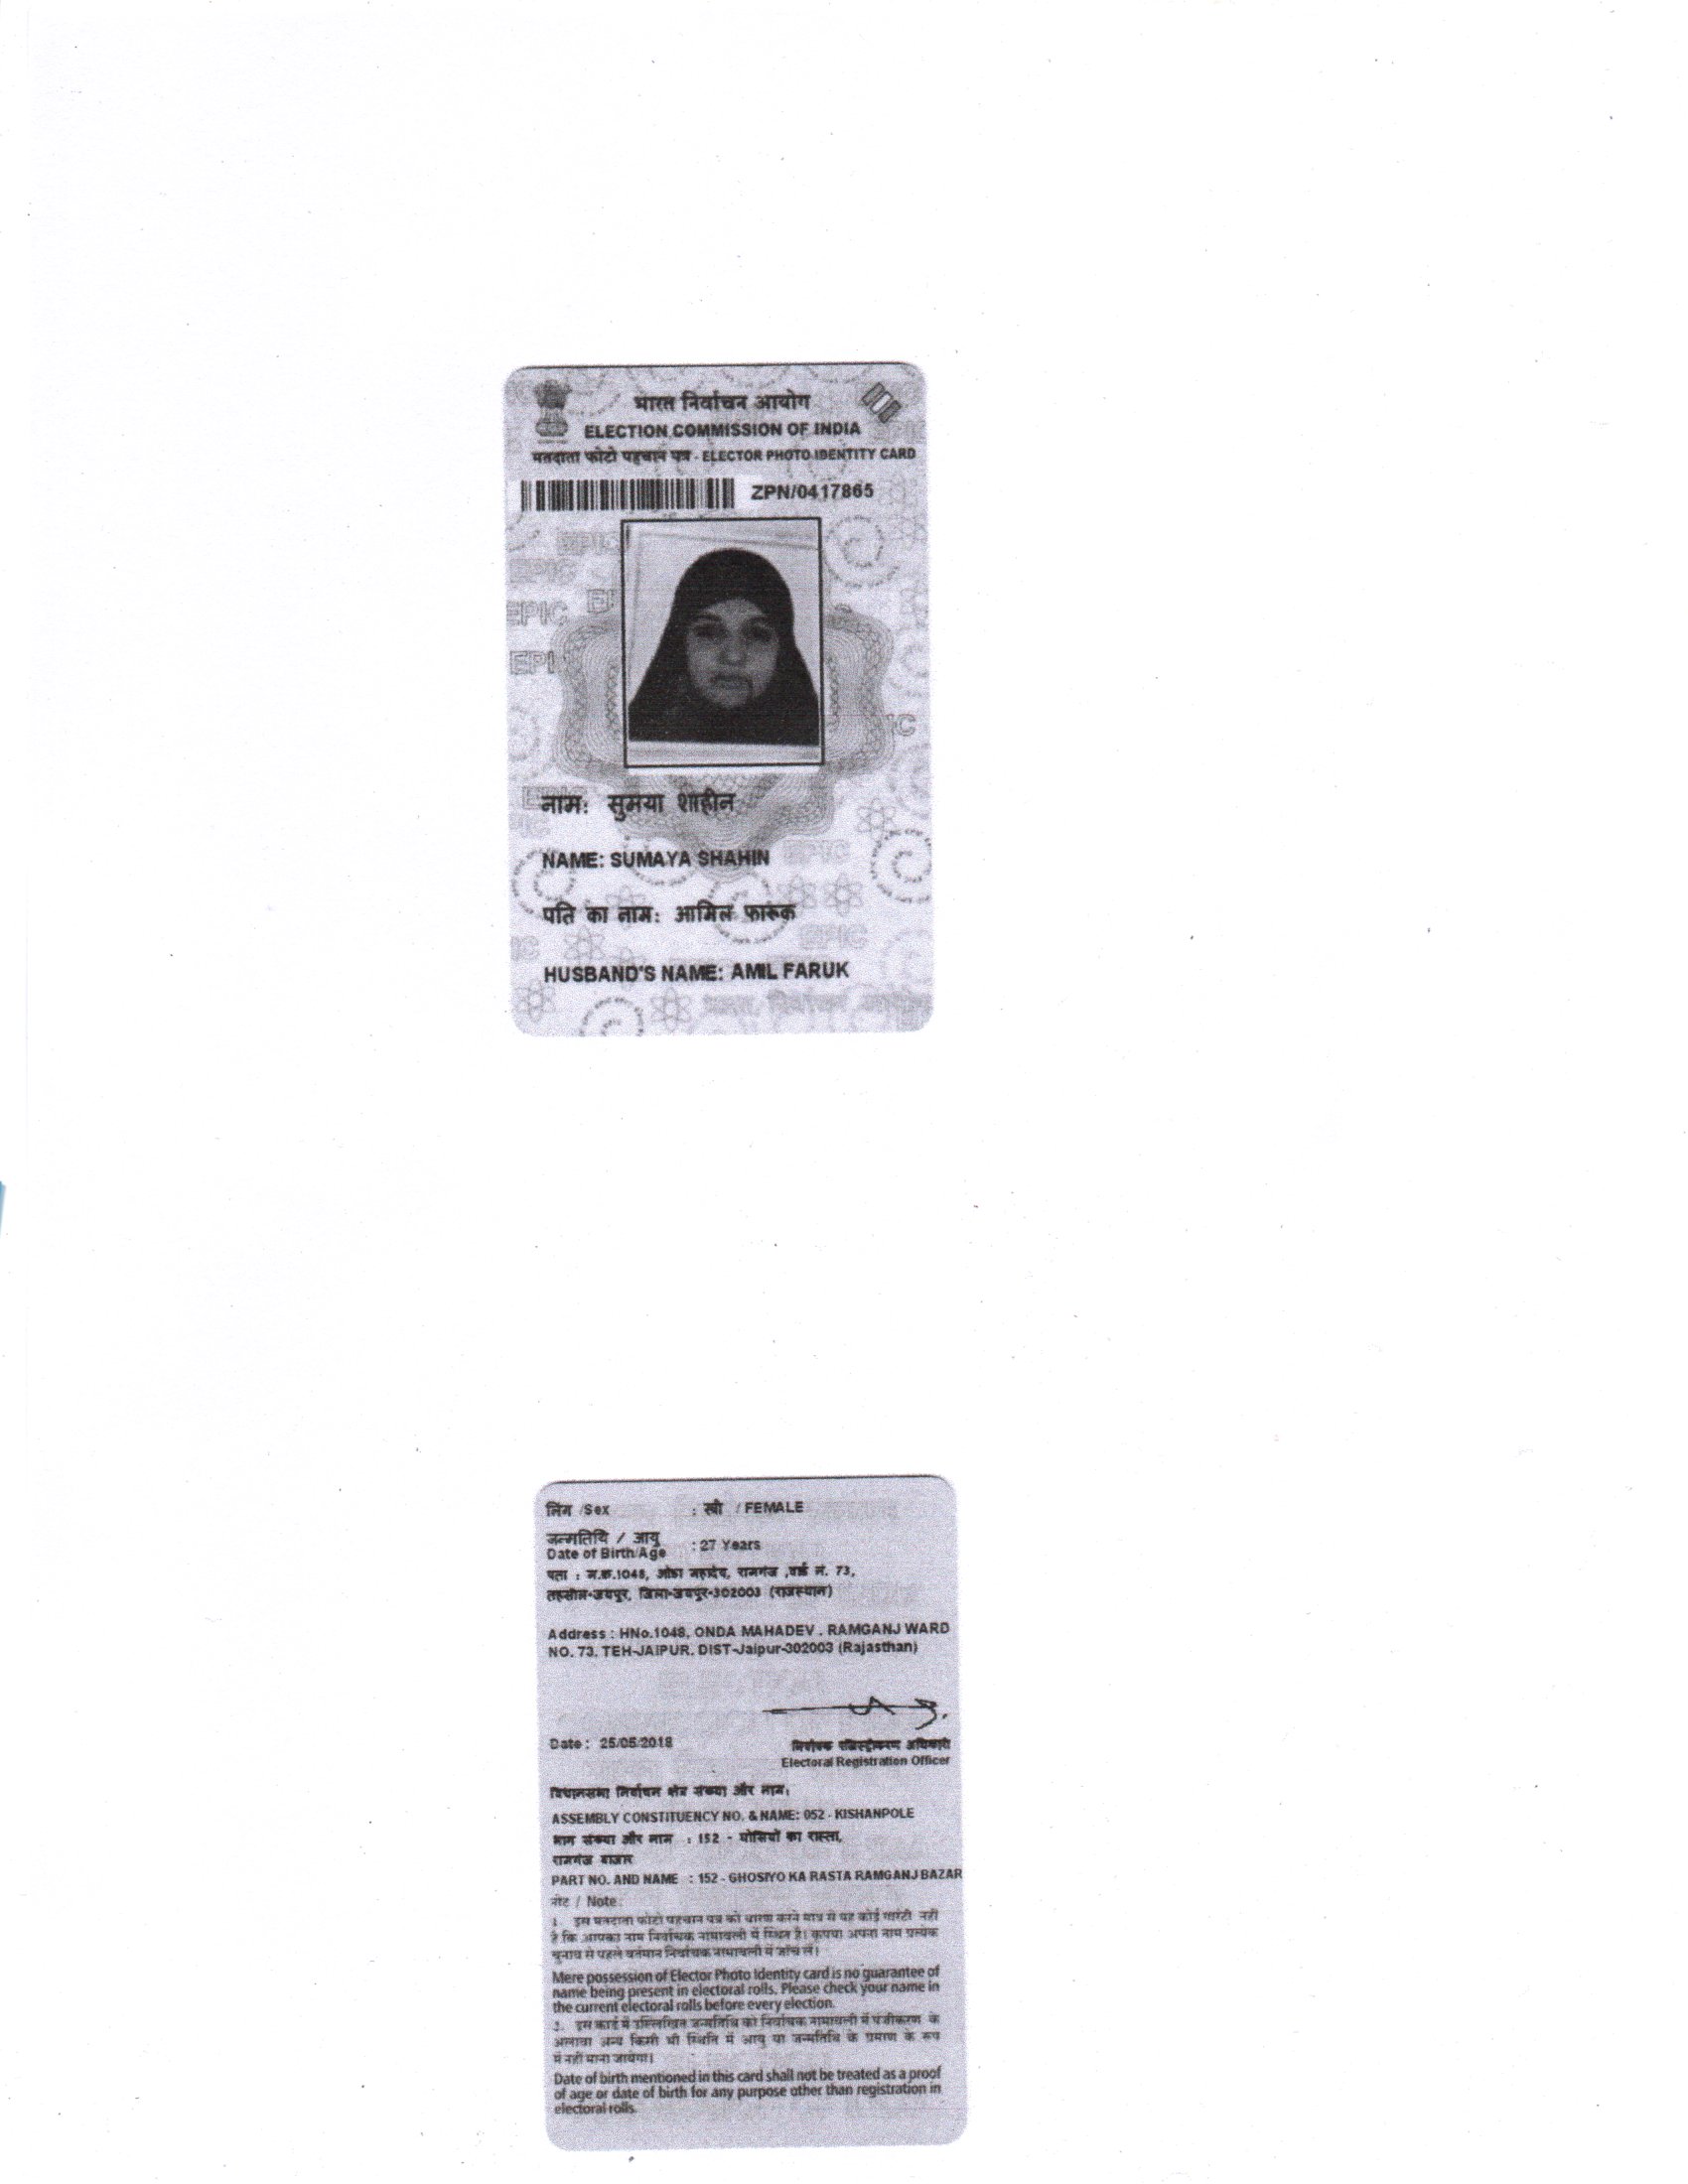 भारत निर्वाचन आयोग
ELECTION COMMISSION OF INDIA
मतदाता फोटो पहचान पत्र - ELECTOR PHOTO IDENTITY CARD
ZPN/0417865
नाम: सुमया शाहीन
NAME: SUMAYA SHAHIN
पति का नाम: आमिल फारूक
HUSBAND'S NAME: AMIL FARUK
लिंग /Sex : स्त्री / FEMALE
जन्मतिथि / आयु
Date of Birth/Age : 27 Years
पता : म.क्र.1048, ओंडा महादेव, रामगंज ,वार्ड नं. 73,
तहसील-जयपुर, जिला-जयपुर-302003 (राजस्थान)
Address : HNo.1048, ONDA MAHADEV , RAMGANJ WARD
NO. 73, TEH-JAIPUR, DIST-Jaipur-302003 (Rajasthan)
Date : 25/05/2018
निर्वाचक रजिस्ट्रीकरण अधिकारी
Electoral Registration Officer
विधानसभा निर्वाचन क्षेत्र संख्या और नाम:
ASSEMBLY CONSTITUENCY NO. & NAME: 052 - KISHANPOLE
भाग संख्या और नाम : 152 - घोसियों का रास्ता,
रामगंज बाजार
PART NO. AND NAME : 152 - GHOSIYO KA RASTA RAMGANJ BAZAR
नोट / Note :
1. इस मतदाता फोटो पहचान पत्र को धारण करने मात्र से यह कोई गारंटी नहीं
है कि आपका नाम निर्वाचक नामावली में स्थित है। कृपया अपना नाम प्रत्येक
चुनाव से पहले वर्तमान निर्वाचक नामावली में जाँच लें।
Mere possession of Elector Photo Identity card is no guarantee of
name being present in electoral rolls. Please check your name in
the current electoral rolls before every election.
2. इस कार्ड में उल्लिखित जन्मतिथि को निर्वाचक नामावली में पंजीकरण के
अलावा अन्य किसी भी स्थिति में आयु या जन्मतिथि के प्रमाण के रूप
में नहीं माना जायेगा।
Date of birth mentioned in this card shall not be treated as a proof
of age or date of birth for any purpose other than registration in
electoral rolls.